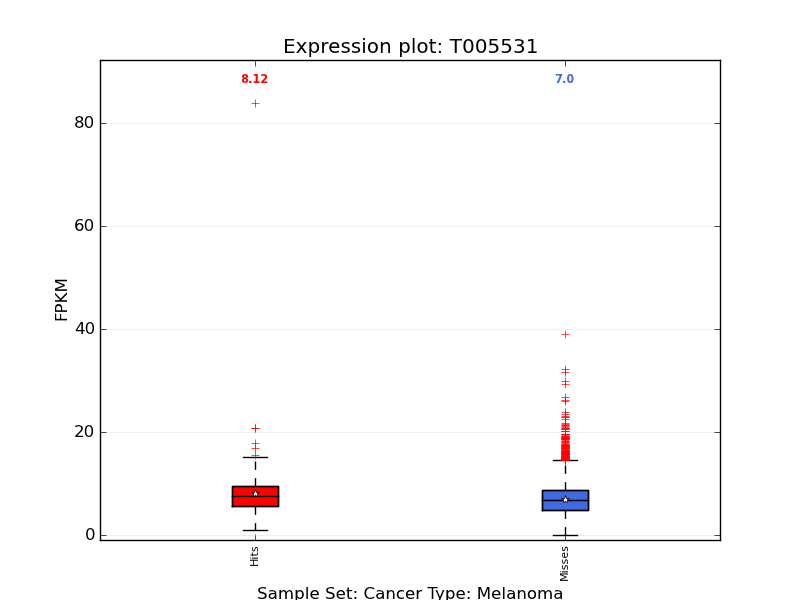 Expression plot: T005531
8.12
7.0
80
60
40
20
0
FPKM
Hits
Misses
Sample Set: Cancer Type: Melanoma